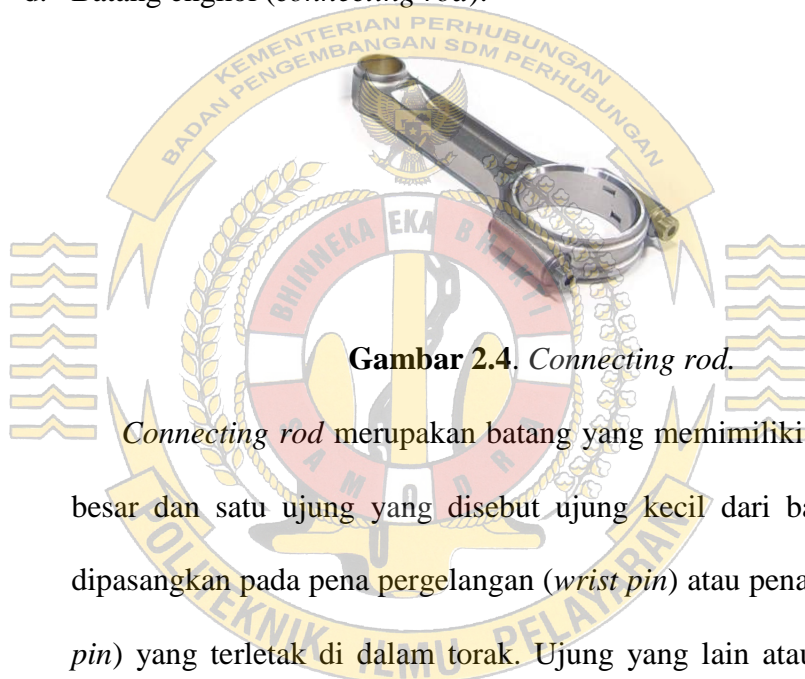 d. Batang engkol (connecting rod).
KEMENTERIAN PERHUBUNGAN
BADAN PENGEMBANGAN SDM PERHUBUNGAN
BHINNEKA EKA BHAKTI
Gambar 2.4. Connecting rod.
Connecting rod merupakan batang yang memimiliki
SAMODRA
besar dan satu ujung yang disebut ujung kecil dari ba
dipasangkan pada pena pergelangan (wrist pin) atau pena
pin) yang terletak di dalam torak. Ujung yang lain atau
POLITEKNIK ILMU PELAYARAN